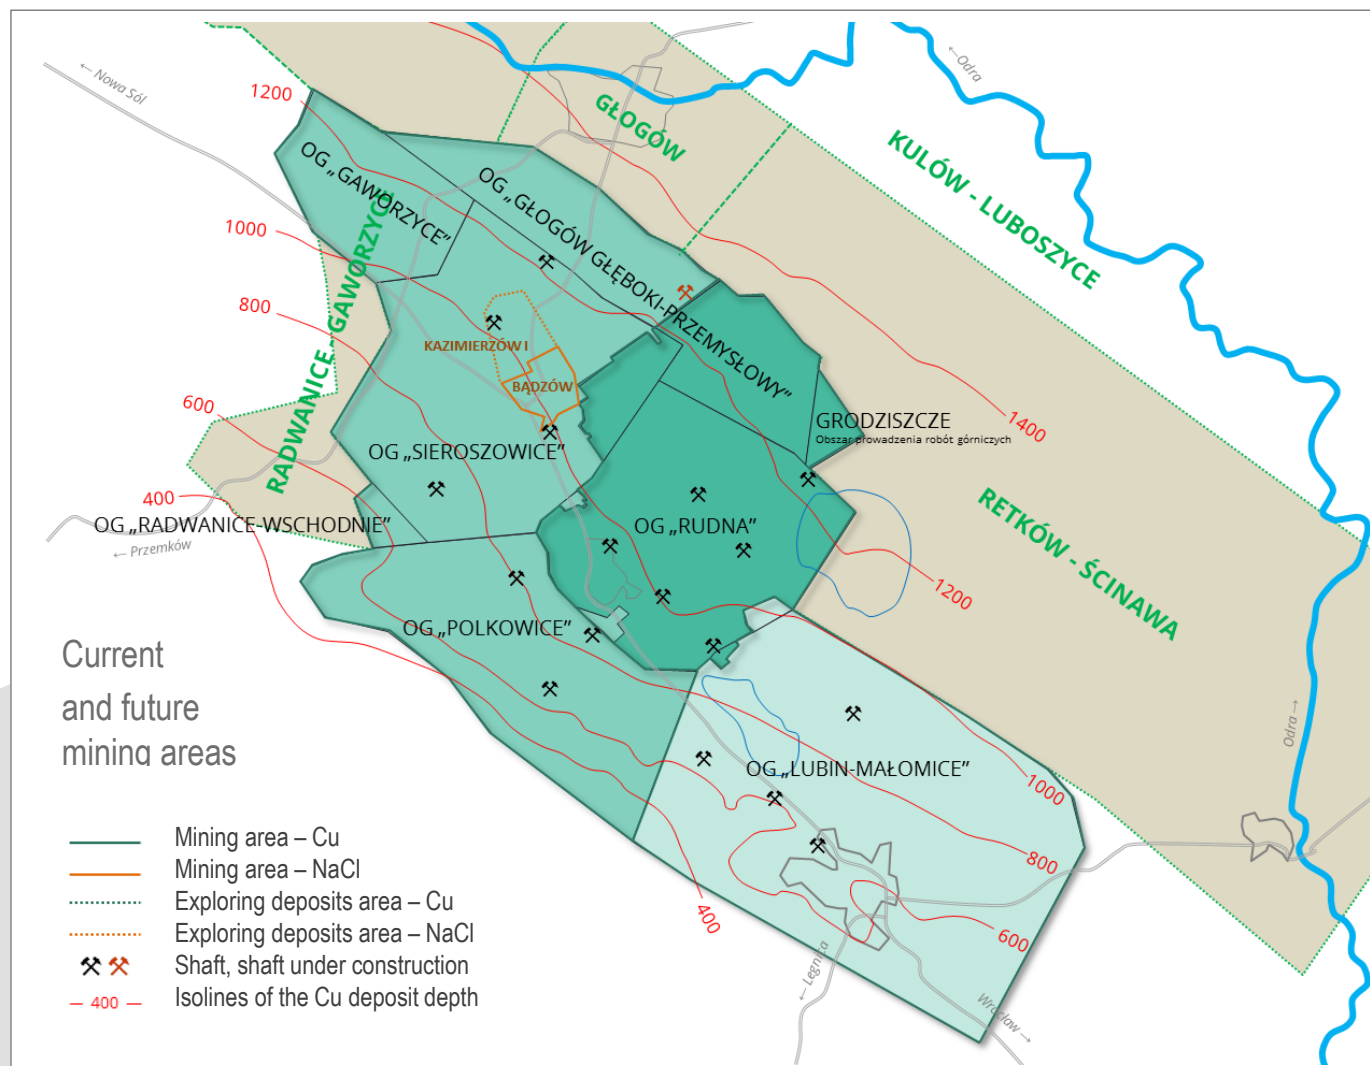 ←Odra
← Nowa Sól
1200
GŁOGÓW
KULÓW - LUBOSZYCE
OG „GAWORZYCE”
OG „GŁOGÓW GŁĘBOKI-PRZEMYSŁOWY”
1000
RADWANICE - GAWORZYCE
800
KAZIMIERZÓW I
BĄDZÓW
600
1400
GRODZISZCZE
Obszar prowadzenia robót górniczych
OG „SIEROSZOWICE”
400
OG „RADWANICE-WSCHODNIE”
← Przemków
OG „RUDNA”
RETKÓW - ŚCINAWA
1200
OG „POLKOWICE”
Current
and future
mining areas
Odra →
OG „LUBIN-MAŁOMICE”
1000
800
400
600
← Legnica
Wrocław →
Mining area – Cu
Mining area – NaCl
Exploring deposits area – Cu
Exploring deposits area – NaCl
Shaft, shaft under construction
400
Isolines of the Cu deposit depth